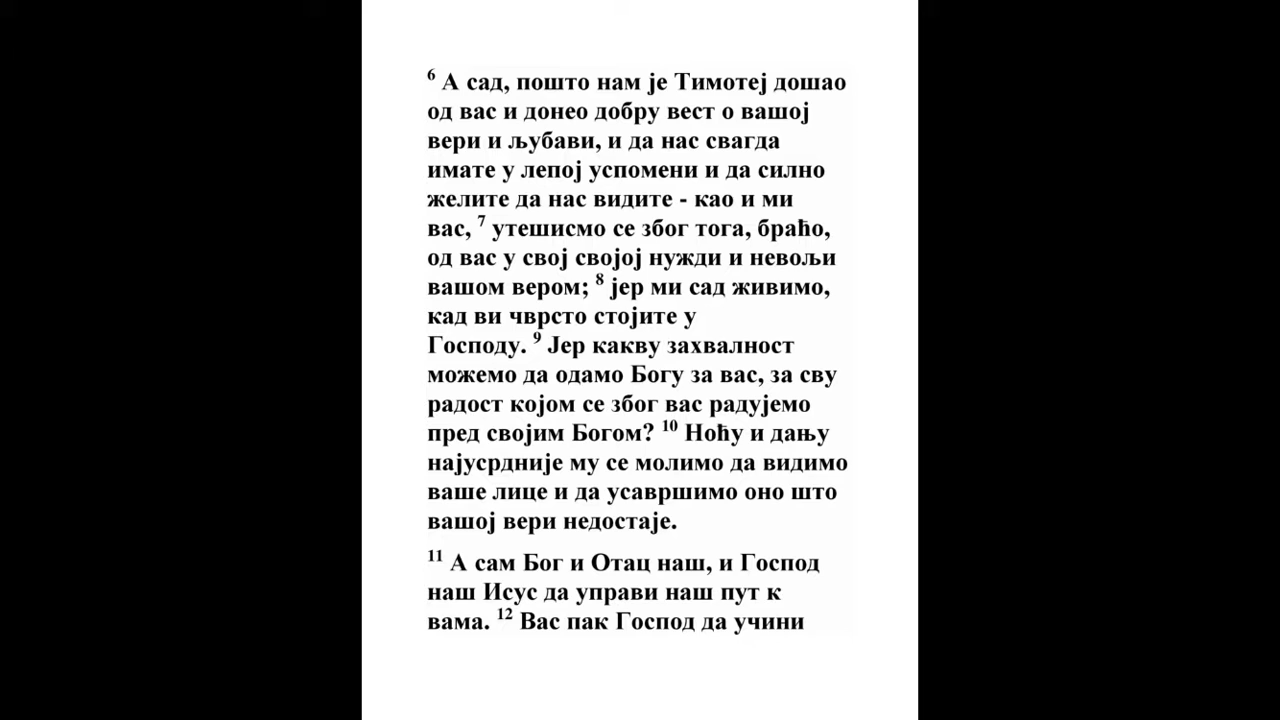 6 А сад, пошто нам је Тимотеј дошао
од вас и донео добру вест о вашој
вери и љубави, и да нас свагда
имате у лепој успомени и да силно
желите да нас видите - као и ми
вас, 7 утешисмо се због тога, браћо,
од вас у свој својој нужди и невољи
вашом вером; 8 јер ми сад живимо,
кад ви чврсто стојите у
Господу. 9 Јер какву захвалност
можемо да одамо Богу за вас, за сву
радост којом се због вас радујемо
пред својим Богом? 10 Ноћу и дању
најусрдније му се молимо да видимо
ваше лице и да усавршимо оно што
вашој вери недостаје.
11 А сам Бог и Отац наш, и Господ
наш Исус да управи наш пут к
вама. 12 Вас пак Господ да учини